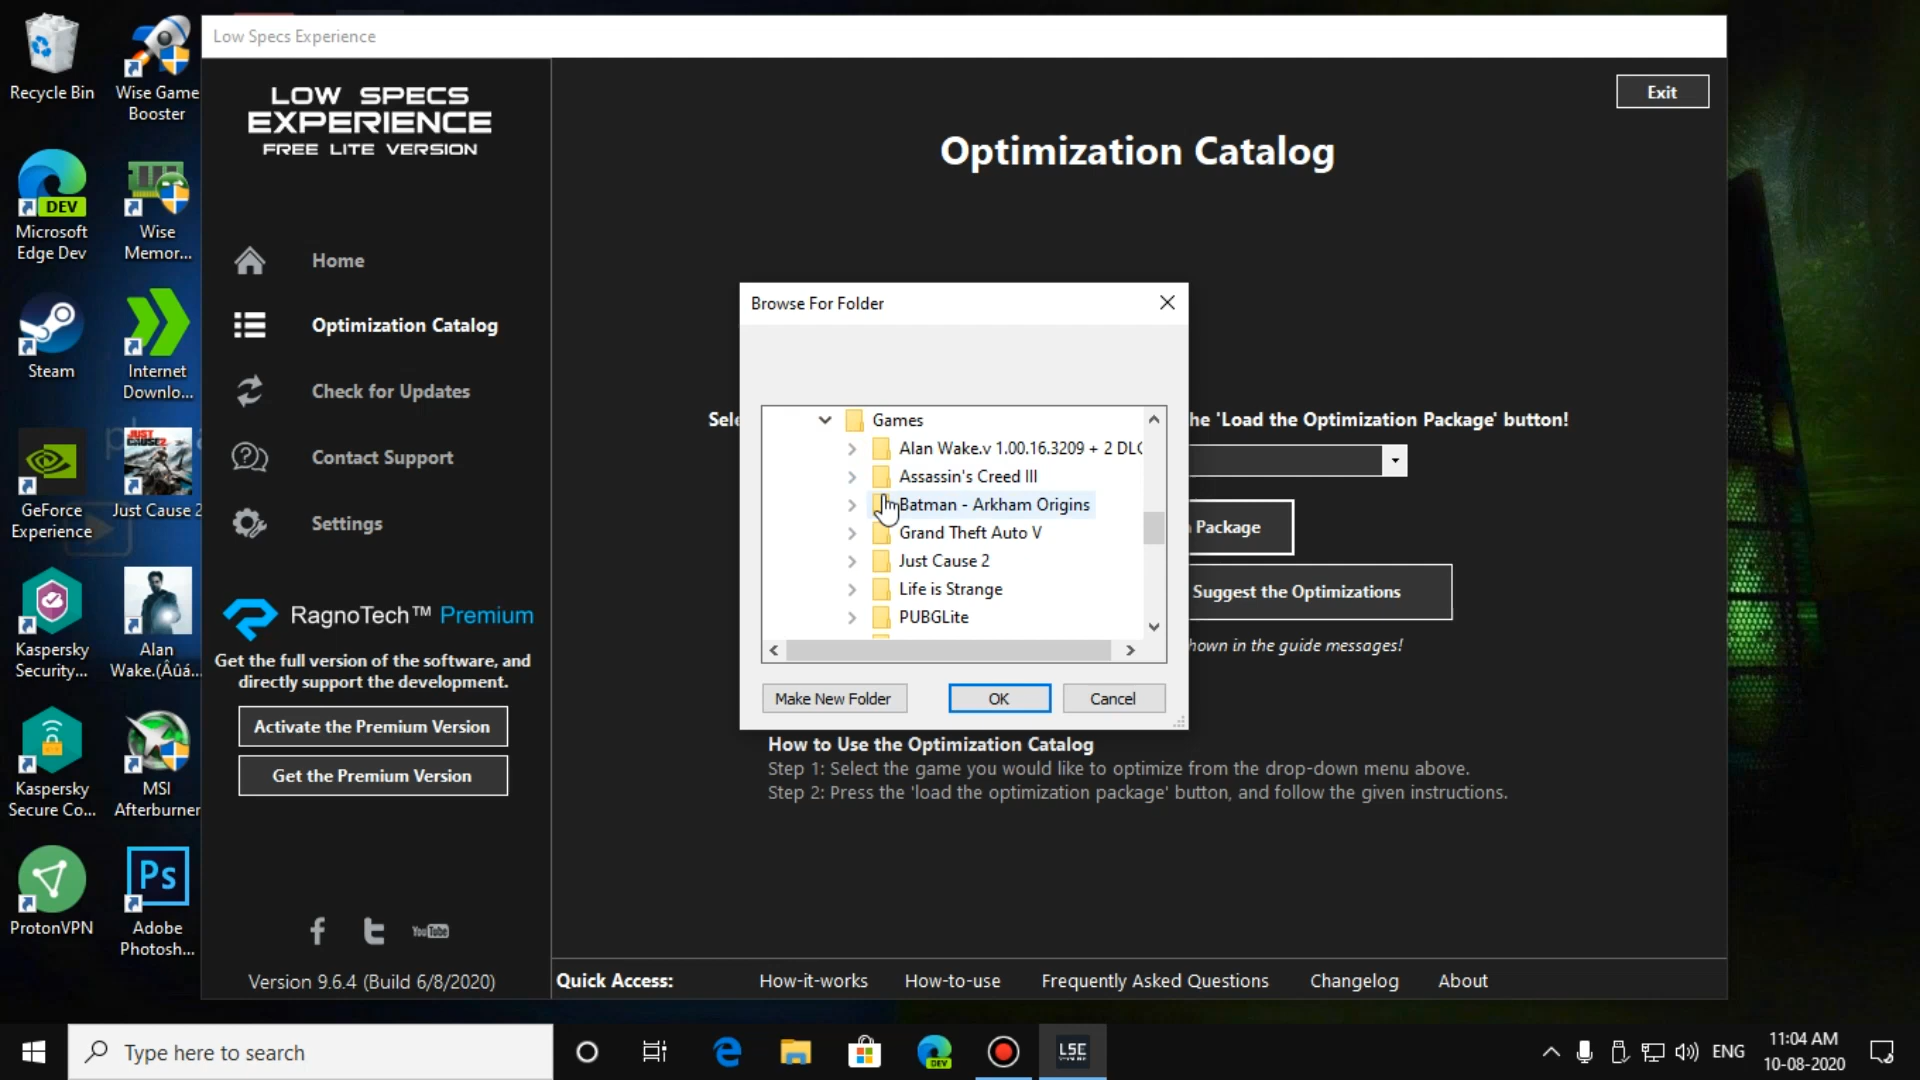 Recycle Bin
Wise Game
Booster
Microsoft
Edge Dev
DEV
Wise
Memor...
Steam
Internet
Downlo...
GeForce
Experience
JUST CAUSE 2
Just Cause 2
Kaspersky
Security...
Alan
Wake.(Âûá...
Kaspersky
Secure Co...
MSI
Afterburner
ProtonVPN
Ps
Adobe
Photosh...
Low Specs Experience
LOW SPECS
EXPERIENCE
FREE LITE VERSION
Home
Optimization Catalog
Check for Updates
Contact Support
Settings
RagnoTech™ Premium
Get the full version of the software, and
directly support the development.
Activate the Premium Version
Get the Premium Version
f t YouTube
Version 9.6.4 (Build 6/8/2020)
Exit
Optimization Catalog
he 'Load the Optimization Package' button!
Package
Suggest the Optimizations
hown in the guide messages!
Browse For Folder
Games
Alan Wake.v 1.00.16.3209 + 2 DLC
Assassin's Creed III
Batman - Arkham Origins
Grand Theft Auto V
Just Cause 2
Life is Strange
PUBGLite
Make New Folder
OK
Cancel
How to Use the Optimization Catalog
Step 1: Select the game you would like to optimize from the drop-down menu above.
Step 2: Press the 'load the optimization package' button, and follow the given instructions.
Quick Access:
How-it-works
How-to-use
Frequently Asked Questions
Changelog
About
Type here to search
DEV
LSE
ENG
11:04 AM
10-08-2020